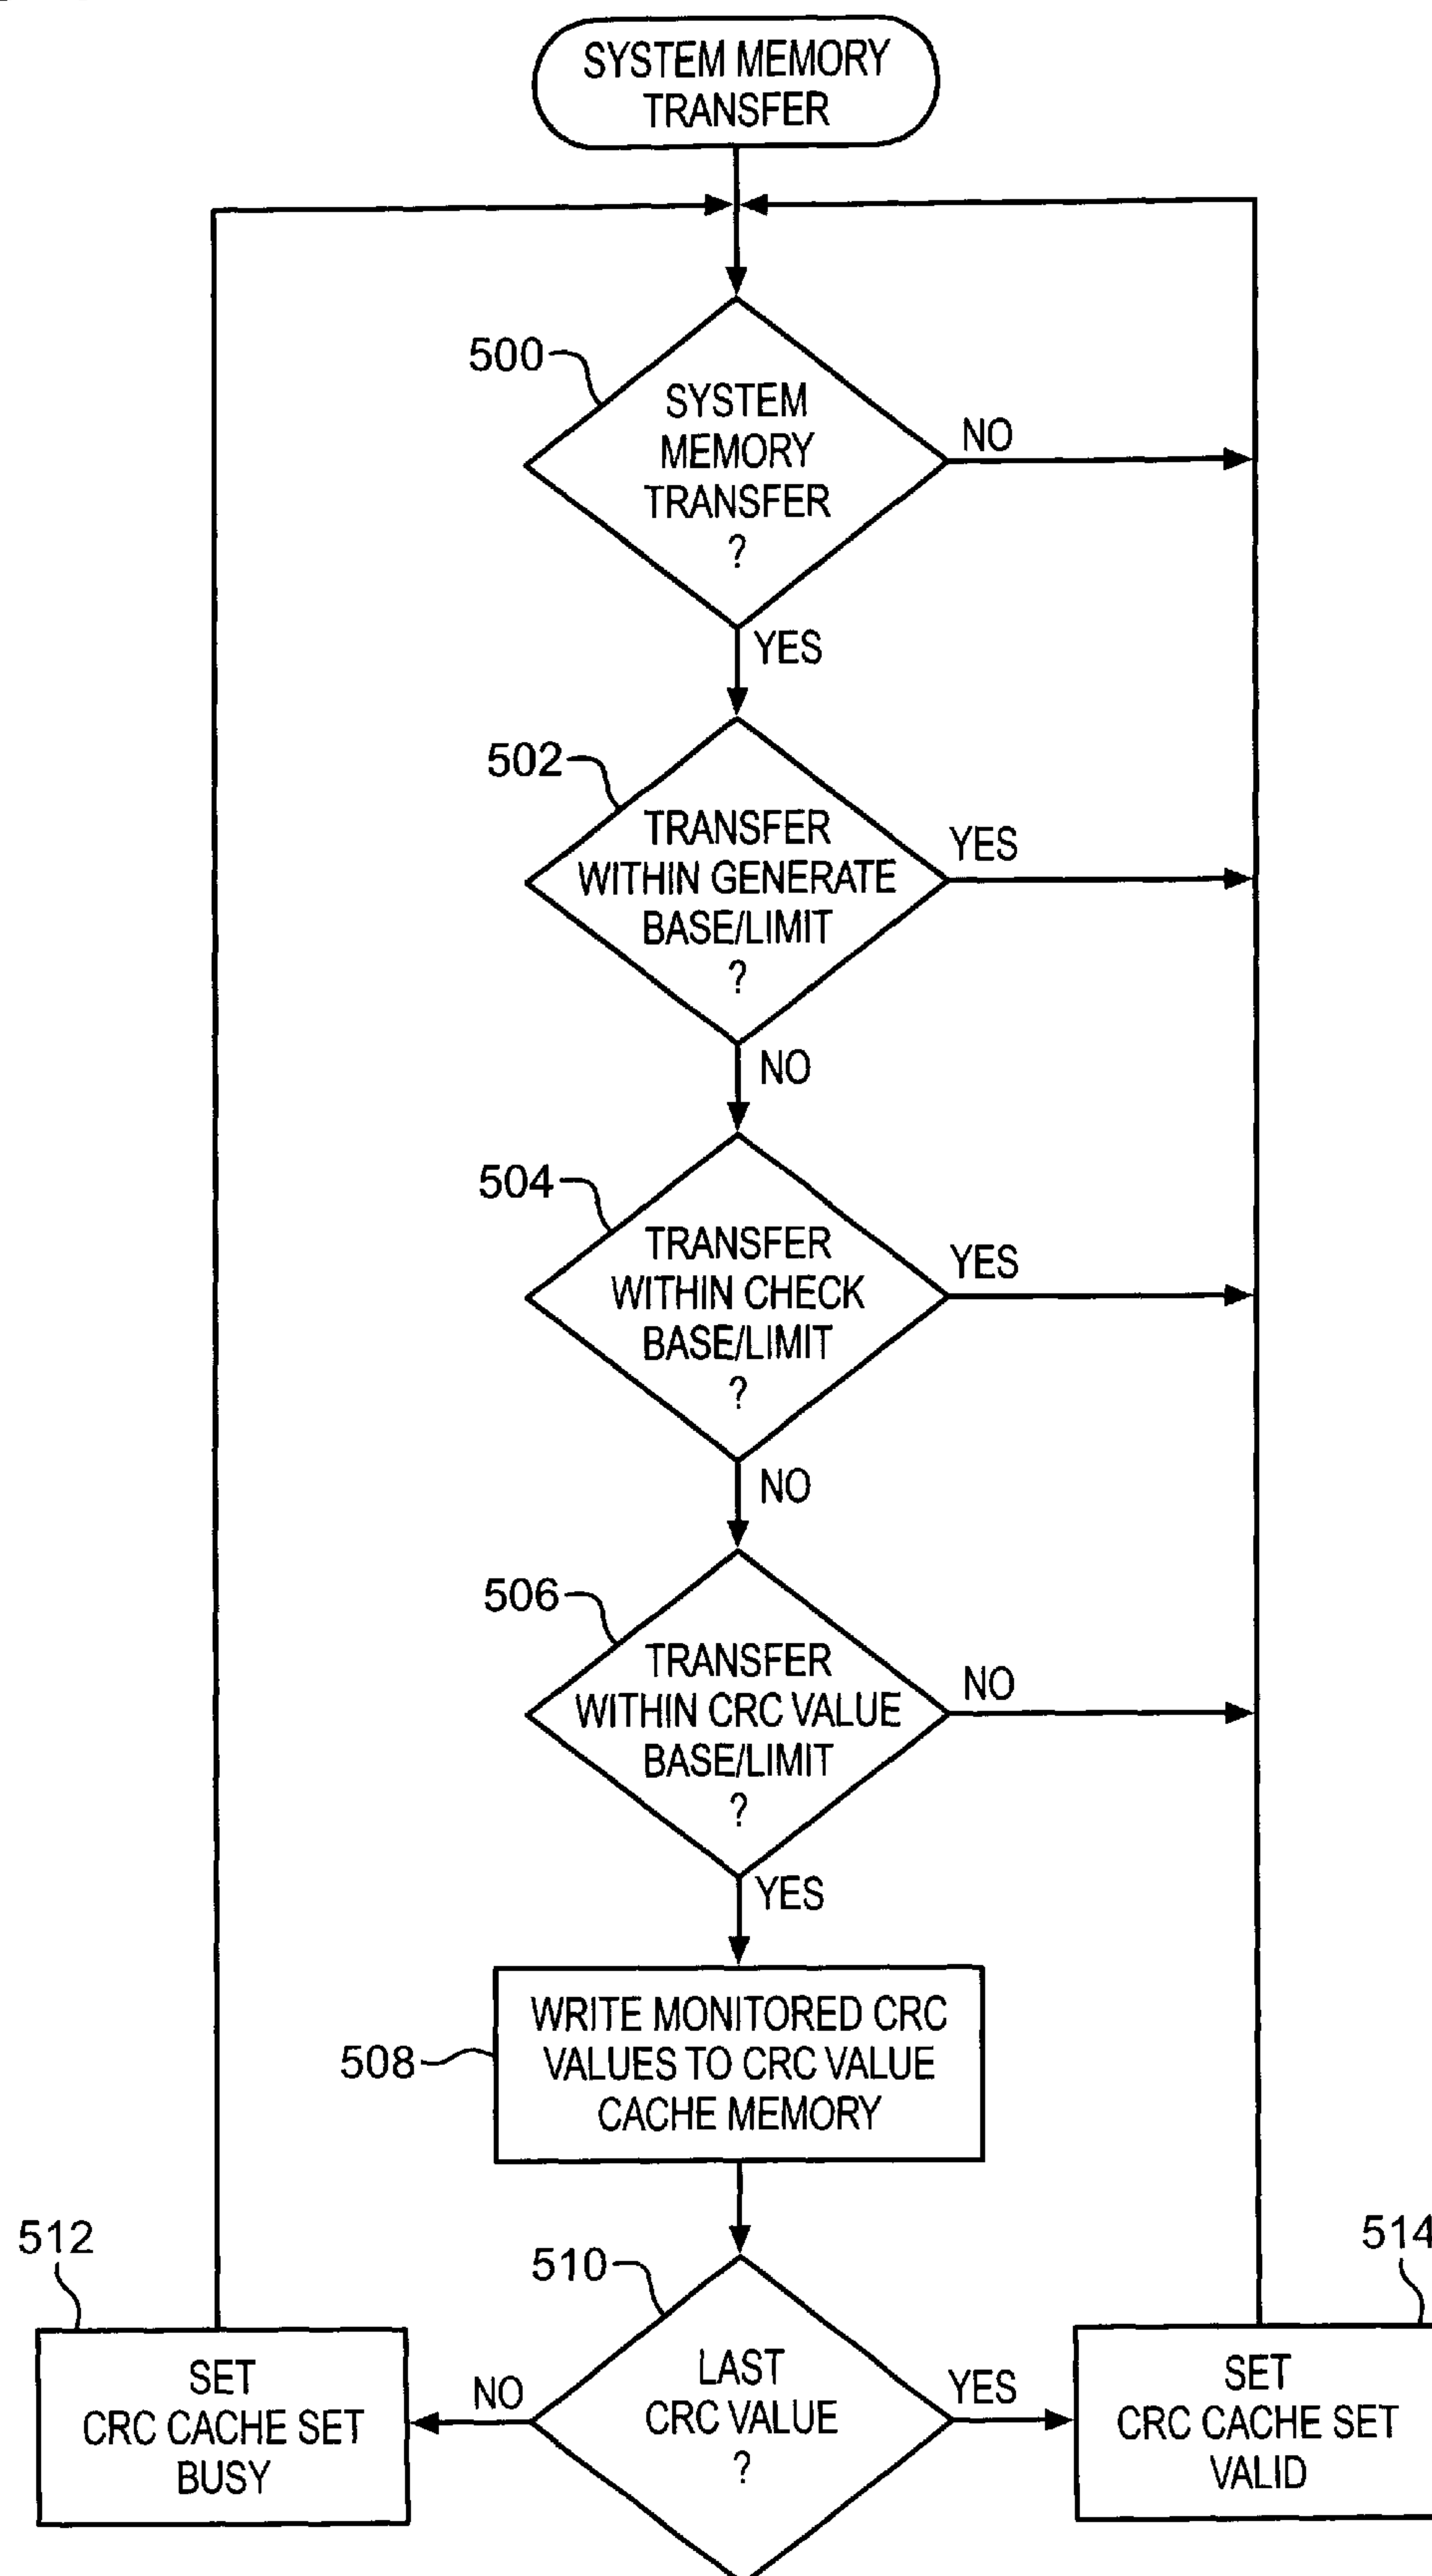 SYSTEM MEMORY
TRANSFER
500
SYSTEM
MEMORY
TRANSFER
?
NO
YES
502
TRANSFER
WITHIN GENERATE
BASE/LIMIT
?
YES
NO
504
TRANSFER
WITHIN CHECK
BASE/LIMIT
?
YES
NO
506
TRANSFER
WITHIN CRC VALUE
BASE/LIMIT
?
NO
YES
508
WRITE MONITORED CRC
VALUES TO CRC VALUE
CACHE MEMORY
510
LAST
CRC VALUE
?
NO
YES
512
SET
CRC CACHE SET
BUSY
514
SET
CRC CACHE SET
VALID